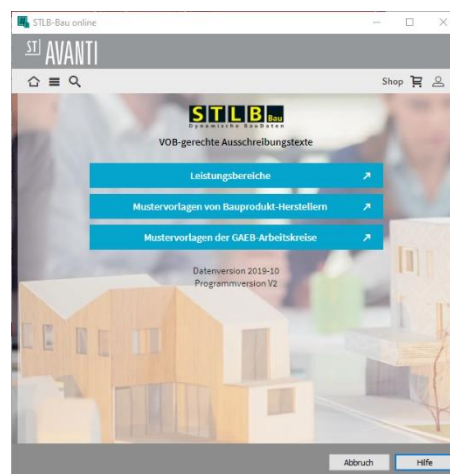 STLB-Bau online
ST AVANTI
Shop
STLB Bau
Dynamische BauDaten
VOB-gerechte Ausschreibungstexte
Leistungsbereiche
Mustervorlagen von Bauprodukt-Herstellern
Mustervorlagen der GAEB-Arbeitskreise
Datenversion 2019-10
Programmversion V2
Abbruch
Hilfe